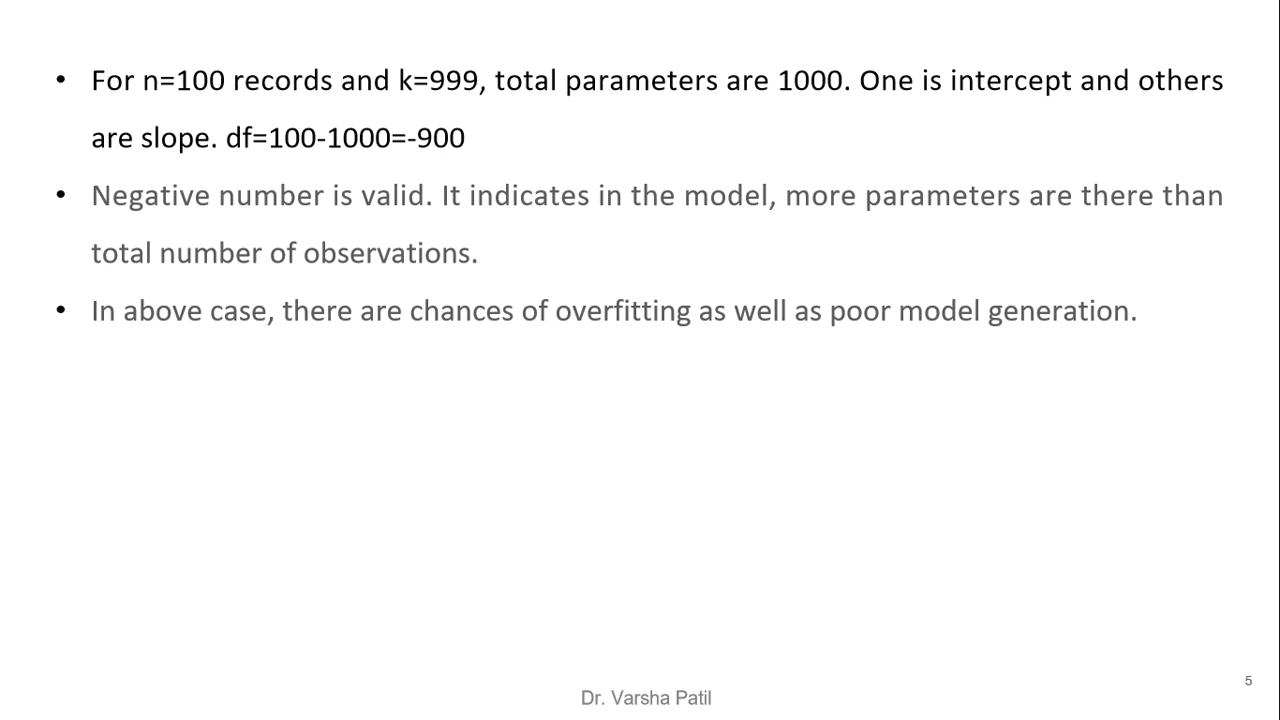 • For n=100 records and k=999, total parameters are 1000. One is intercept and others
are slope. df=100-1000=-900
• Negative number is valid. It indicates in the model, more parameters are there than
total number of observations.
• In above case, there are chances of overfitting as well as poor model generation.
5
Dr. Varsha Patil